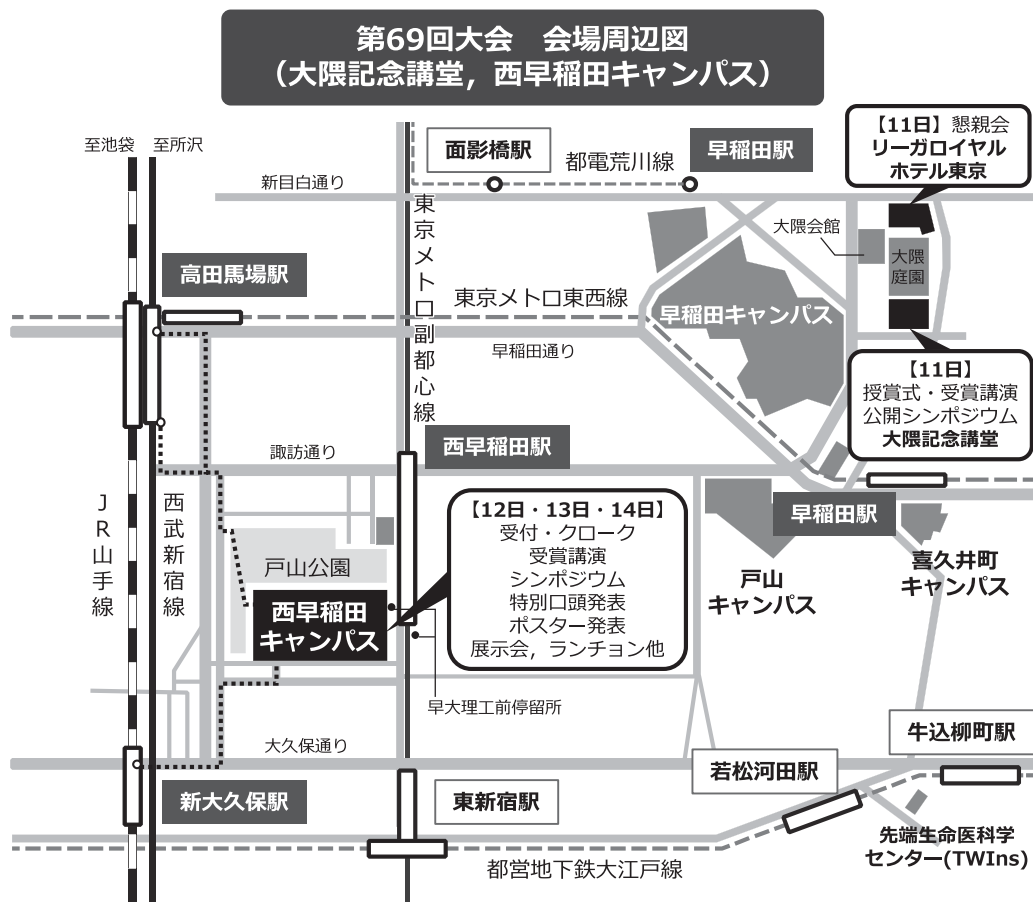 第69回大会　会場周辺図
（大隈記念講堂，西早稲田キャンパス）
至池袋
至所沢
面影橋駅
都電荒川線
早稲田駅
【11日】懇親会
リーガロイヤル
ホテル東京
新目白通り
東京メトロ副都心線
大隈会館
大隈
庭園
高田馬場駅
東京メトロ東西線
早稲田キャンパス
早稲田通り
【11日】
授賞式・受賞講演
公開シンポジウム
大隈記念講堂
諏訪通り
西早稲田駅
JR山手線
西武新宿線
【12日・13日・14日】
受付・クローク
受賞講演
シンポジウム
特別口頭発表
ポスター発表
展示会，ランチョン他
早稲田駅
戸山公園
西早稲田
キャンパス
戸山
キャンパス
喜久井町
キャンパス
早大理工前停留所
大久保通り
牛込柳町駅
若松河田駅
新大久保駅
東新宿駅
先端生命医科学
センター(TWIns)
都営地下鉄大江戸線